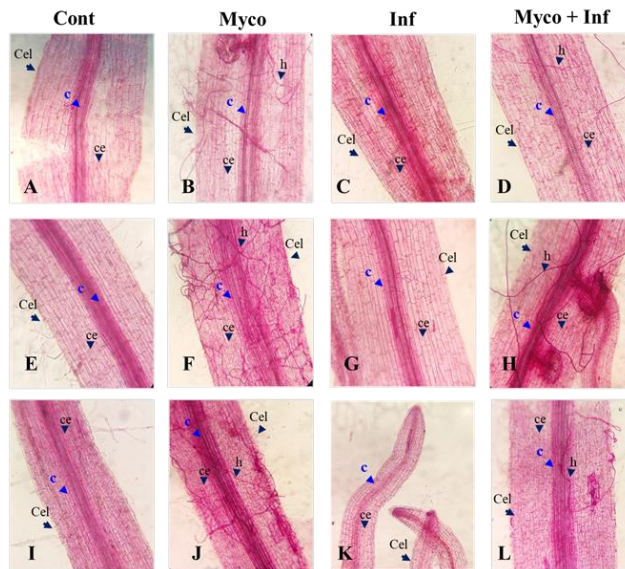 Cont Myco Inf Myco + Inf
Cel c ce A
h c Cel ce B
c Cel ce C
h c ce Cel D
c Cel ce E
h Cel c ce F
Cel c ce G
Cel h c ce H
ce c Cel I
c Cel ce h J
c ce Cel K
ce c h Cel L